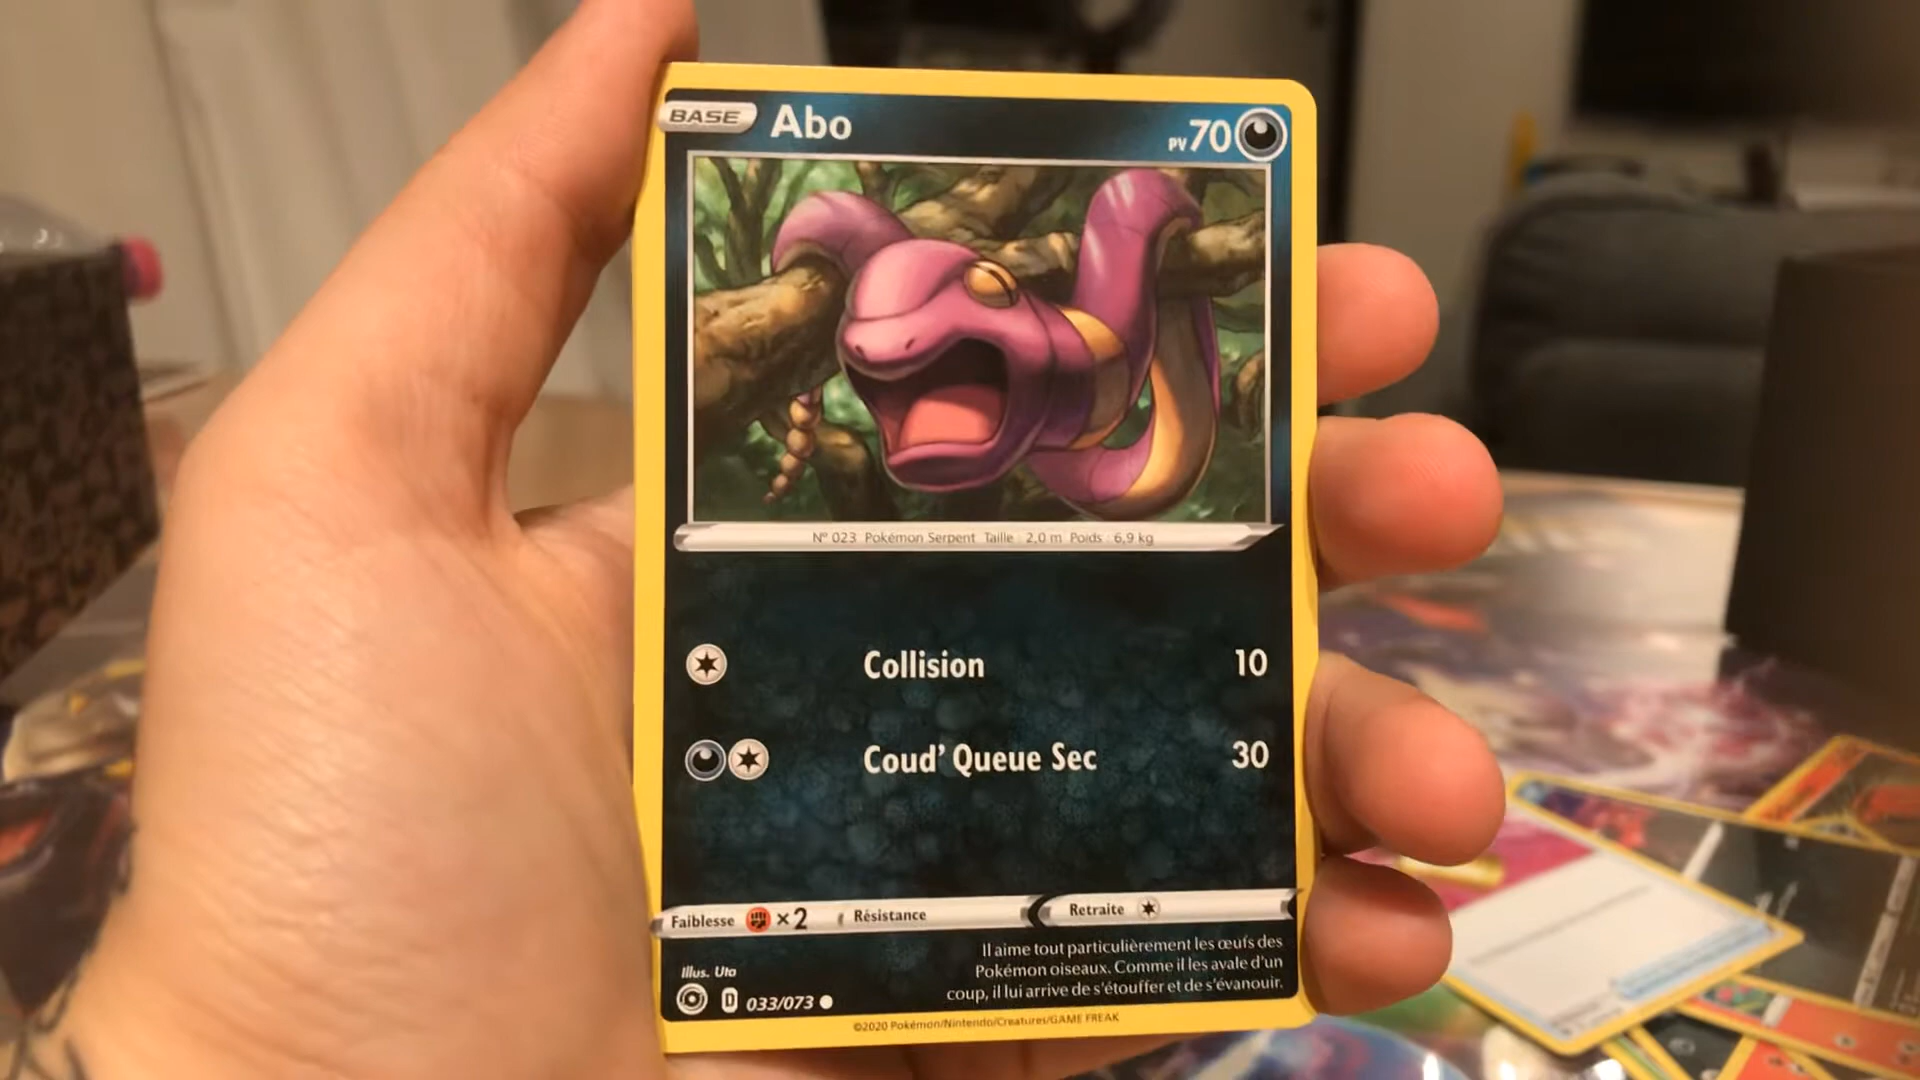 BASE Abo PV 70
N° 023 Pokémon Serpent Taille : 2,0 m Poids : 6,9 kg
Collision 10
Coud' Queue Sec 30
Faiblesse ×2 Résistance Retraite
Il aime tout particulièrement les œufs des
Pokémon oiseaux. Comme il les avale d'un
coup, il lui arrive de s'étouffer et de s'évanouir.
Illus. Uta
D 033/073
©2020 Pokémon/Nintendo/Creatures/GAME FREAK